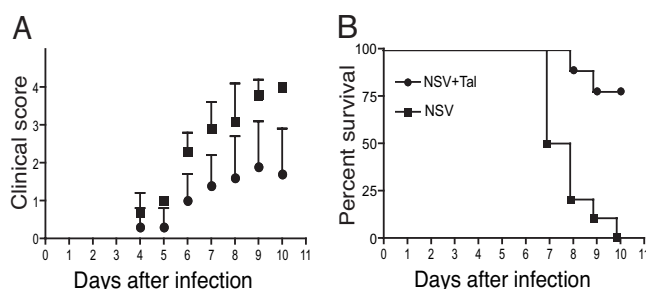 A
Clinical score
4
3
2
1
0
0 1 2 3 4 5 6 7 8 9 10 11
Days after infection
B
Percent survival
100
75
50
25
0
NSV+Tal
NSV
0 1 2 3 4 5 6 7 8 9 10 11
Days after infection